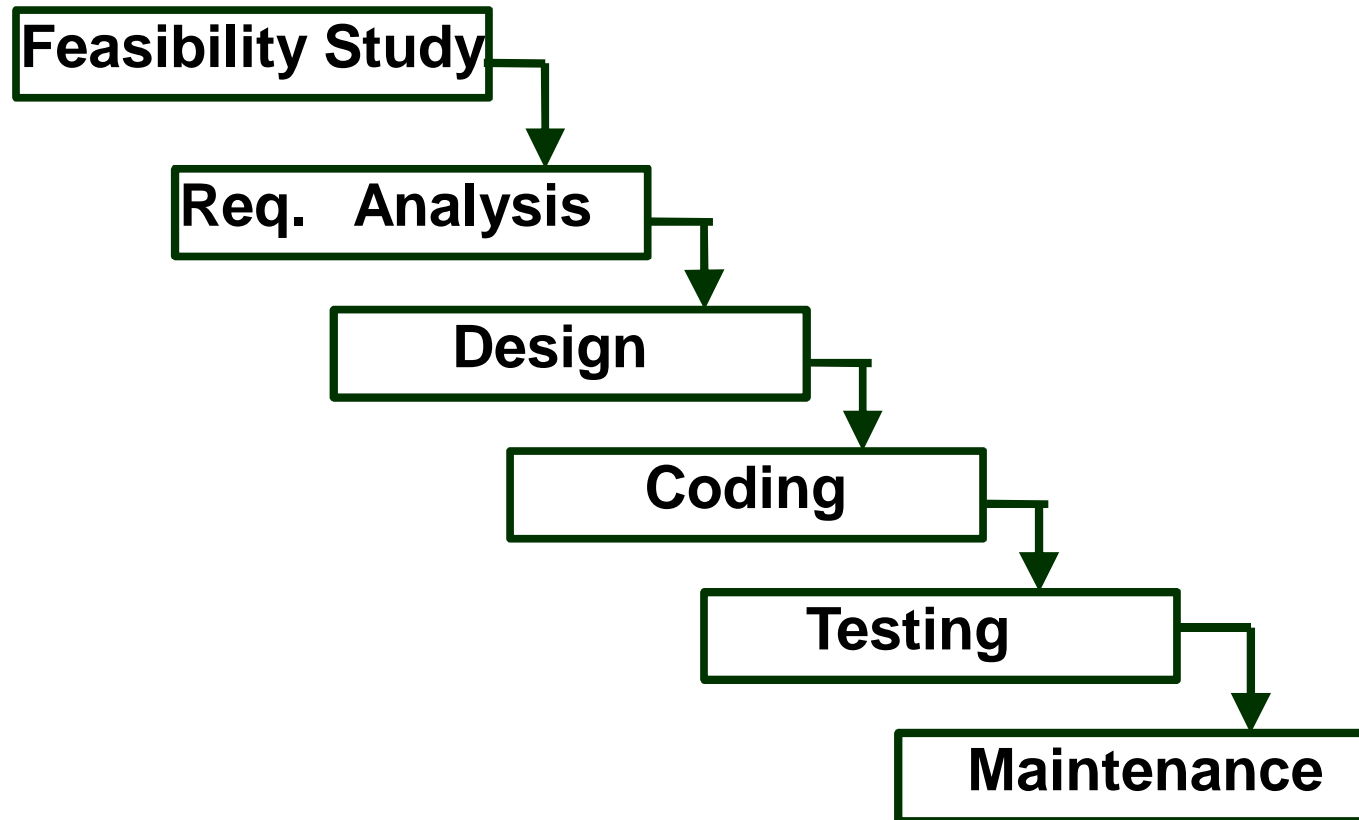 Feasibility Study
Req. Analysis
Design
Coding
Testing
Maintenance